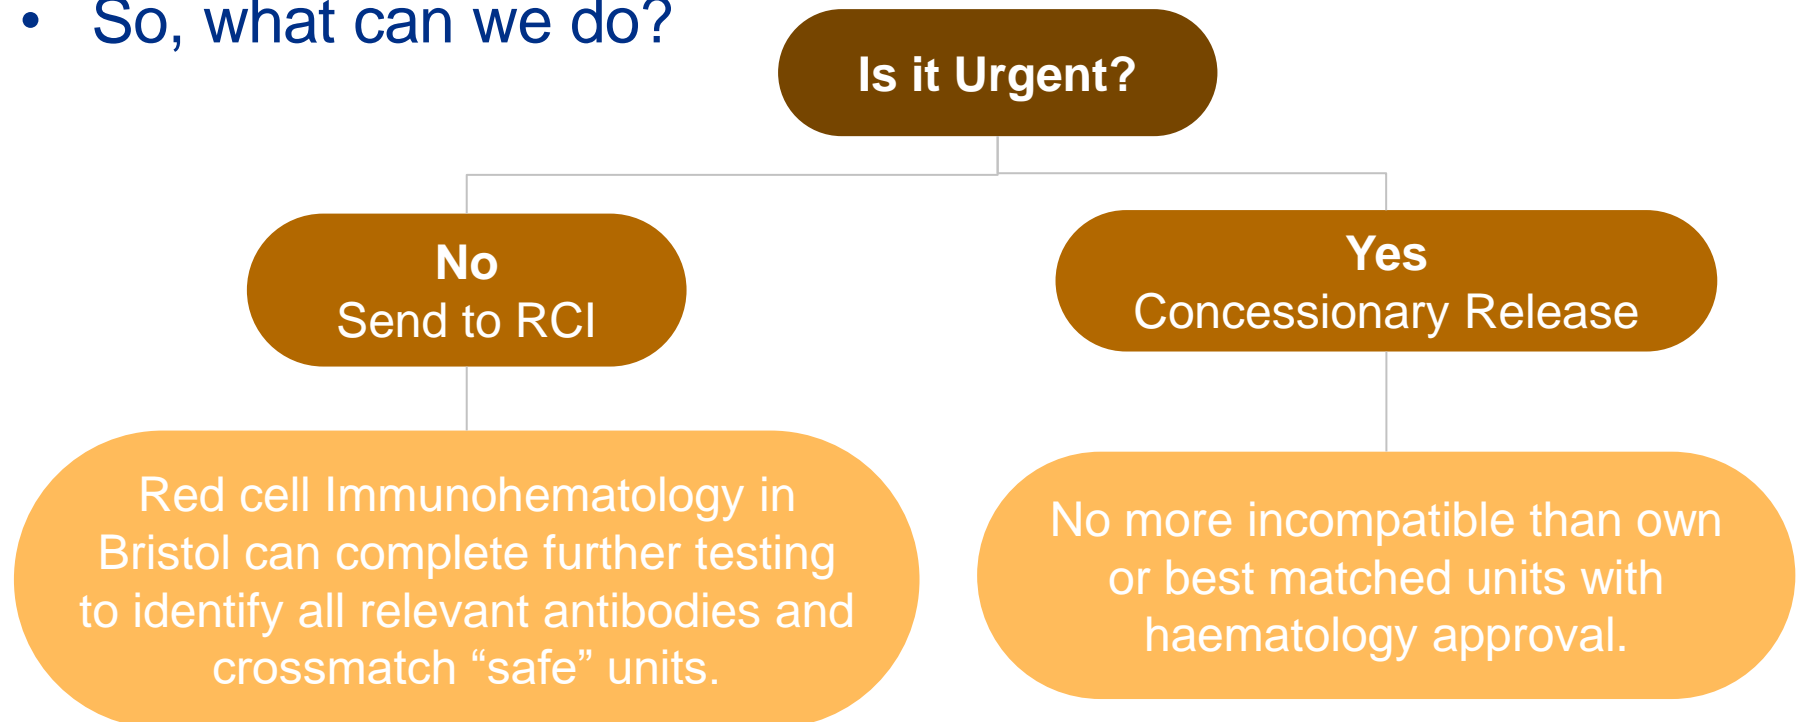 • So, what can we do?
Is it Urgent?
No
Send to RCI
Yes
Concessionary Release
Red cell Immunohematology in
Bristol can complete further testing
to identify all relevant antibodies and
crossmatch “safe” units.
No more incompatible than own
or best matched units with
haematology approval.